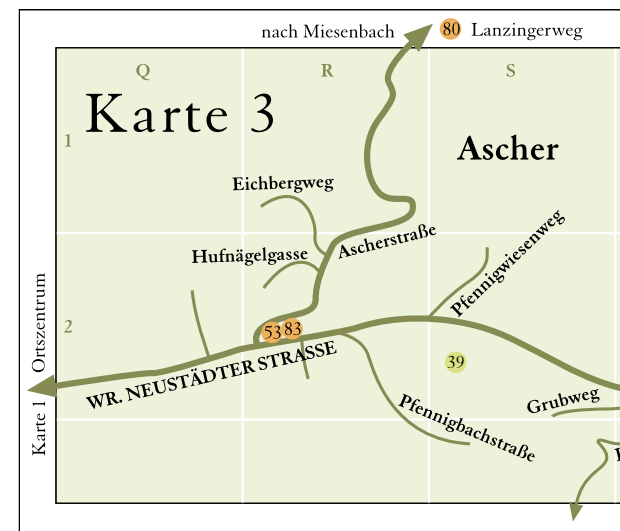 nach Miesenbach 80 Lanzingerweg
Q R S
Karte 3
1
Ascher
Eichbergweg
Hufnägelgasse
Ascherstraße
Pfennigwiesenweg
2
53 83
39
WR. NEUSTÄDTER STRASSE
Pfennigbachstraße
Grubweg
Karte 1 Ortszentrum